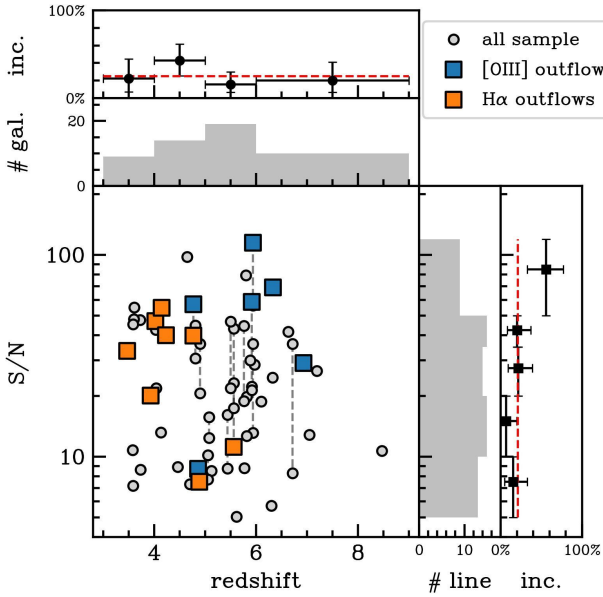 100%
inc.
0%
all sample
[OIII] outflows
Hα outflows
20
# gal.
0
100
S/N
10
4
6
8
redshift
0
10
# line
0%
100%
inc.